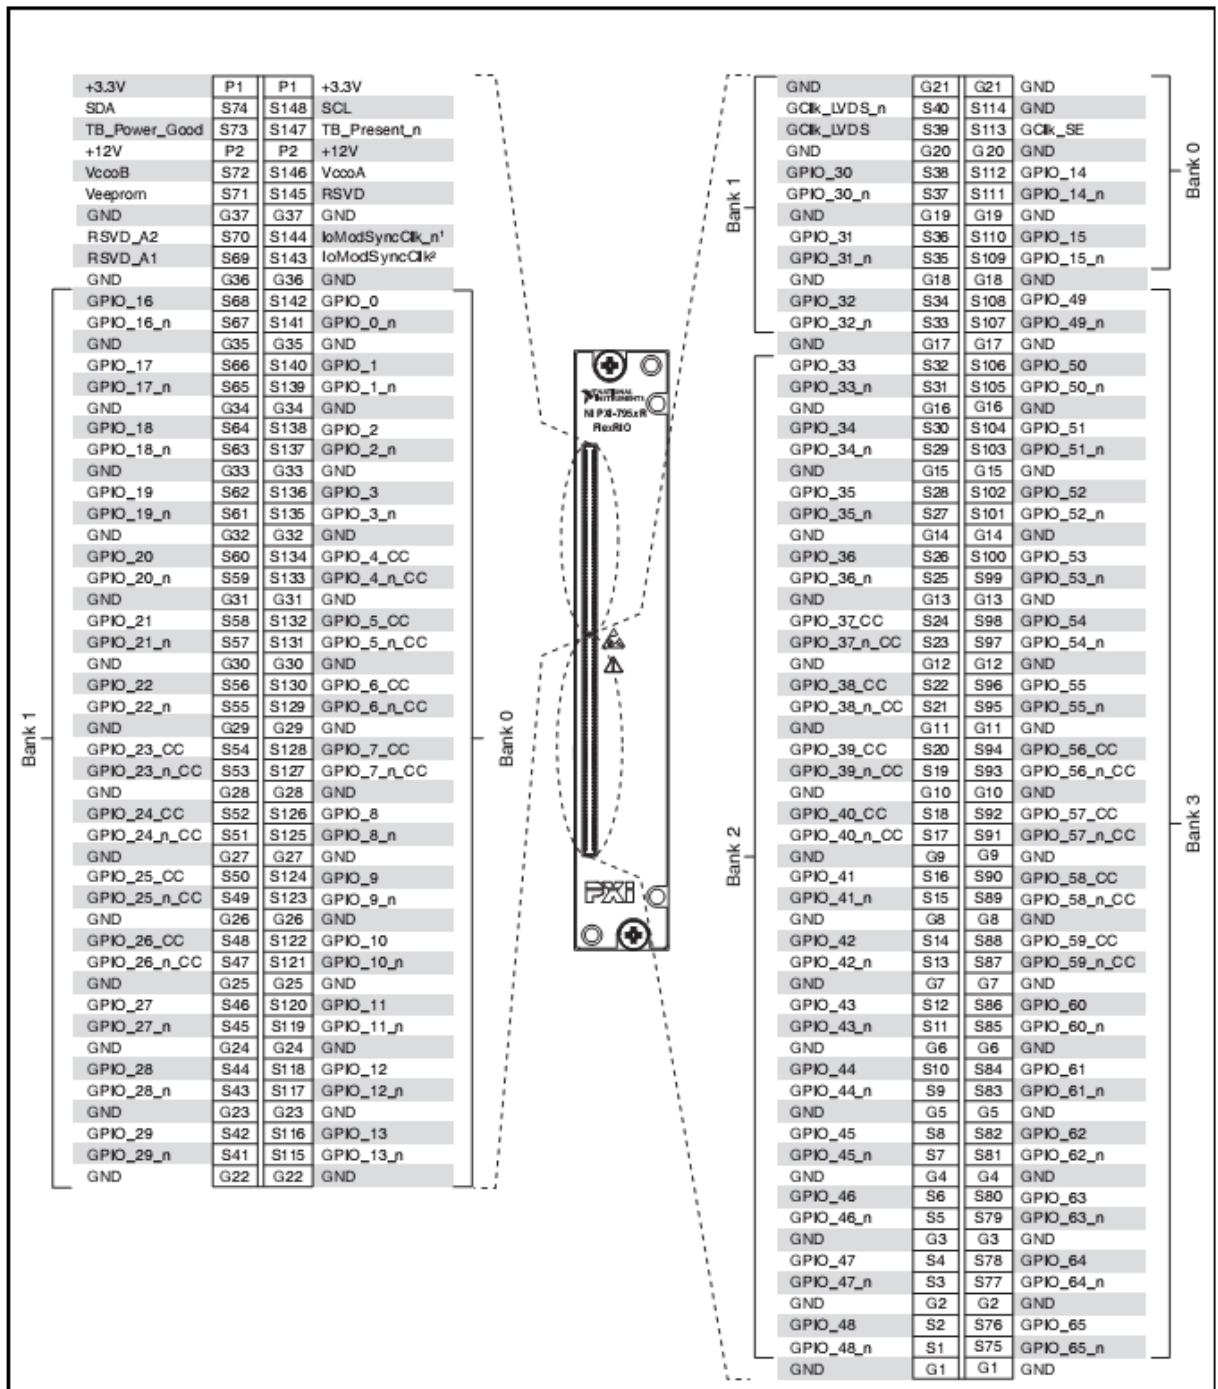 +3.3V P1 P1 +3.3V
SDA S74 S148 SCL
TB_Power_Good S73 S147 TB_Present_n
+12V P2 P2 +12V
VccoB S72 S146 VccoA
Veeprom S71 S145 RSVD
GND G37 G37 GND
RSVD_A2 S70 S144 IoModSyncClk_n¹
RSVD_A1 S69 S143 IoModSyncClk²
GND G36 G36 GND
GPIO_16 S68 S142 GPIO_0
GPIO_16_n S67 S141 GPIO_0_n
GND G35 G35 GND
GPIO_17 S66 S140 GPIO_1
GPIO_17_n S65 S139 GPIO_1_n
GND G34 G34 GND
GPIO_18 S64 S138 GPIO_2
GPIO_18_n S63 S137 GPIO_2_n
GND G33 G33 GND
GPIO_19 S62 S136 GPIO_3
GPIO_19_n S61 S135 GPIO_3_n
GND G32 G32 GND
GPIO_20 S60 S134 GPIO_4_CC
GPIO_20_n S59 S133 GPIO_4_n_CC
GND G31 G31 GND
GPIO_21 S58 S132 GPIO_5_CC
GPIO_21_n S57 S131 GPIO_5_n_CC
GND G30 G30 GND
GPIO_22 S56 S130 GPIO_6_CC
GPIO_22_n S55 S129 GPIO_6_n_CC
GND G29 G29 GND
GPIO_23_CC S54 S128 GPIO_7_CC
GPIO_23_n_CC S53 S127 GPIO_7_n_CC
GND G28 G28 GND
GPIO_24_CC S52 S126 GPIO_8
GPIO_24_n_CC S51 S125 GPIO_8_n
GND G27 G27 GND
GPIO_25_CC S50 S124 GPIO_9
GPIO_25_n_CC S49 S123 GPIO_9_n
GND G26 G26 GND
GPIO_26_CC S48 S122 GPIO_10
GPIO_26_n_CC S47 S121 GPIO_10_n
GND G25 G25 GND
GPIO_27 S46 S120 GPIO_11
GPIO_27_n S45 S119 GPIO_11_n
GND G24 G24 GND
GPIO_28 S44 S118 GPIO_12
GPIO_28_n S43 S117 GPIO_12_n
GND G23 G23 GND
GPIO_29 S42 S116 GPIO_13
GPIO_29_n S41 S115 GPIO_13_n
GND G22 G22 GND
Bank 1
Bank 0
NATIONAL
INSTRUMENTS
NI PXI-795xR
FlexRIO
PXI
GND G21 G21 GND
GClk_LVDS_n S40 S114 GND
GClk_LVDS S39 S113 GClk_SE
GND G20 G20 GND
GPIO_30 S38 S112 GPIO_14
GPIO_30_n S37 S111 GPIO_14_n
GND G19 G19 GND
GPIO_31 S36 S110 GPIO_15
GPIO_31_n S35 S109 GPIO_15_n
GND G18 G18 GND
GPIO_32 S34 S108 GPIO_49
GPIO_32_n S33 S107 GPIO_49_n
GND G17 G17 GND
GPIO_33 S32 S106 GPIO_50
GPIO_33_n S31 S105 GPIO_50_n
GND G16 G16 GND
GPIO_34 S30 S104 GPIO_51
GPIO_34_n S29 S103 GPIO_51_n
GND G15 G15 GND
GPIO_35 S28 S102 GPIO_52
GPIO_35_n S27 S101 GPIO_52_n
GND G14 G14 GND
GPIO_36 S26 S100 GPIO_53
GPIO_36_n S25 S99 GPIO_53_n
GND G13 G13 GND
GPIO_37_CC S24 S98 GPIO_54
GPIO_37_n_CC S23 S97 GPIO_54_n
GND G12 G12 GND
GPIO_38_CC S22 S96 GPIO_55
GPIO_38_n_CC S21 S95 GPIO_55_n
GND G11 G11 GND
GPIO_39_CC S20 S94 GPIO_56_CC
GPIO_39_n_CC S19 S93 GPIO_56_n_CC
GND G10 G10 GND
GPIO_40_CC S18 S92 GPIO_57_CC
GPIO_40_n_CC S17 S91 GPIO_57_n_CC
GND G9 G9 GND
GPIO_41 S16 S90 GPIO_58_CC
GPIO_41_n S15 S89 GPIO_58_n_CC
GND G8 G8 GND
GPIO_42 S14 S88 GPIO_59_CC
GPIO_42_n S13 S87 GPIO_59_n_CC
GND G7 G7 GND
GPIO_43 S12 S86 GPIO_60
GPIO_43_n S11 S85 GPIO_60_n
GND G6 G6 GND
GPIO_44 S10 S84 GPIO_61
GPIO_44_n S9 S83 GPIO_61_n
GND G5 G5 GND
GPIO_45 S8 S82 GPIO_62
GPIO_45_n S7 S81 GPIO_62_n
GND G4 G4 GND
GPIO_46 S6 S80 GPIO_63
GPIO_46_n S5 S79 GPIO_63_n
GND G3 G3 GND
GPIO_47 S4 S78 GPIO_64
GPIO_47_n S3 S77 GPIO_64_n
GND G2 G2 GND
GPIO_48 S2 S76 GPIO_65
GPIO_48_n S1 S75 GPIO_65_n
GND G1 G1 GND
Bank 1
Bank 0
Bank 2
Bank 3